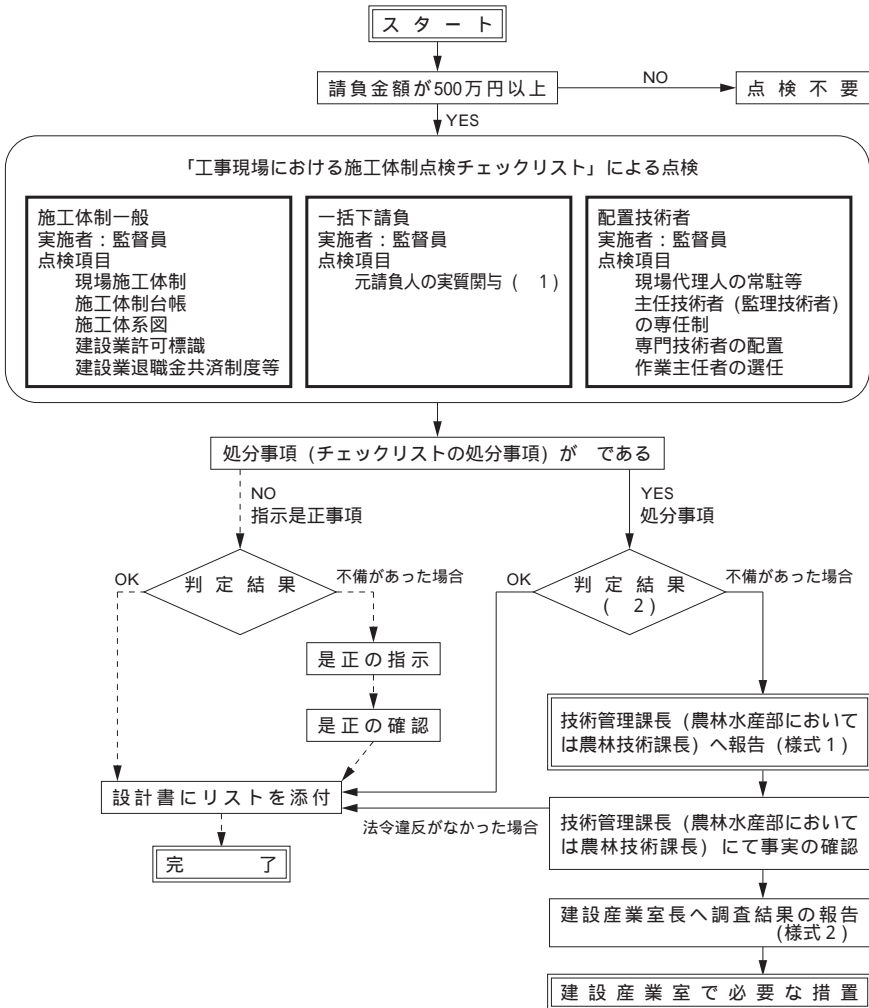 スタート
請負金額が500万円以上
NO
点検不要
YES
「工事現場における施工体制点検チェックリスト」による点検
施工体制一般
実施者：監督員
点検項目
現場施工体制
施工体制台帳
施工体系図
建設業許可標識
建設業退職金共済制度等
一括下請負
実施者：監督員
点検項目
元請負人の実質関与（　1）
配置技術者
実施者：監督員
点検項目
現場代理人の常駐等
主任技術者（監理技術者）
の専任制
専門技術者の配置
作業主任者の選任
処分事項（チェックリストの処分事項）が　である
NO
指示是正事項
YES
処分事項
OK
判定結果
不備があった場合
OK
判定結果
（　2）
不備があった場合
是正の指示
是正の確認
技術管理課長（農林水産部において
は農林技術課長）へ報告（様式1）
設計書にリストを添付
法令違反がなかった場合
技術管理課長（農林水産部において
は農林技術課長）にて事実の確認
完　了
建設産業室長へ調査結果の報告
（様式2）
建設産業室で必要な措置